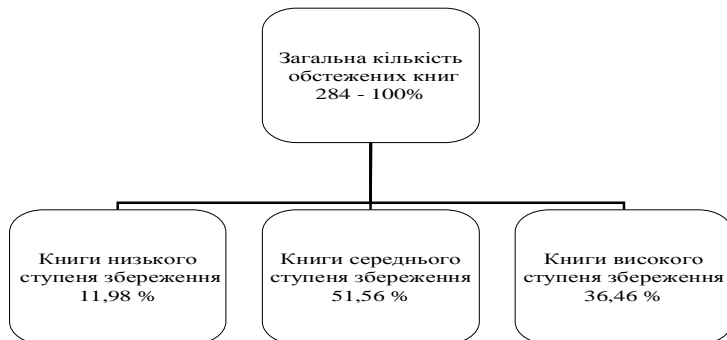 Загальна кількість
обстежених книг
284 - 100%
Книги низького
ступеня збереження
11,98 %
Книги середнього
ступеня збереження
51,56 %
Книги високого
ступеня збереження
36,46 %